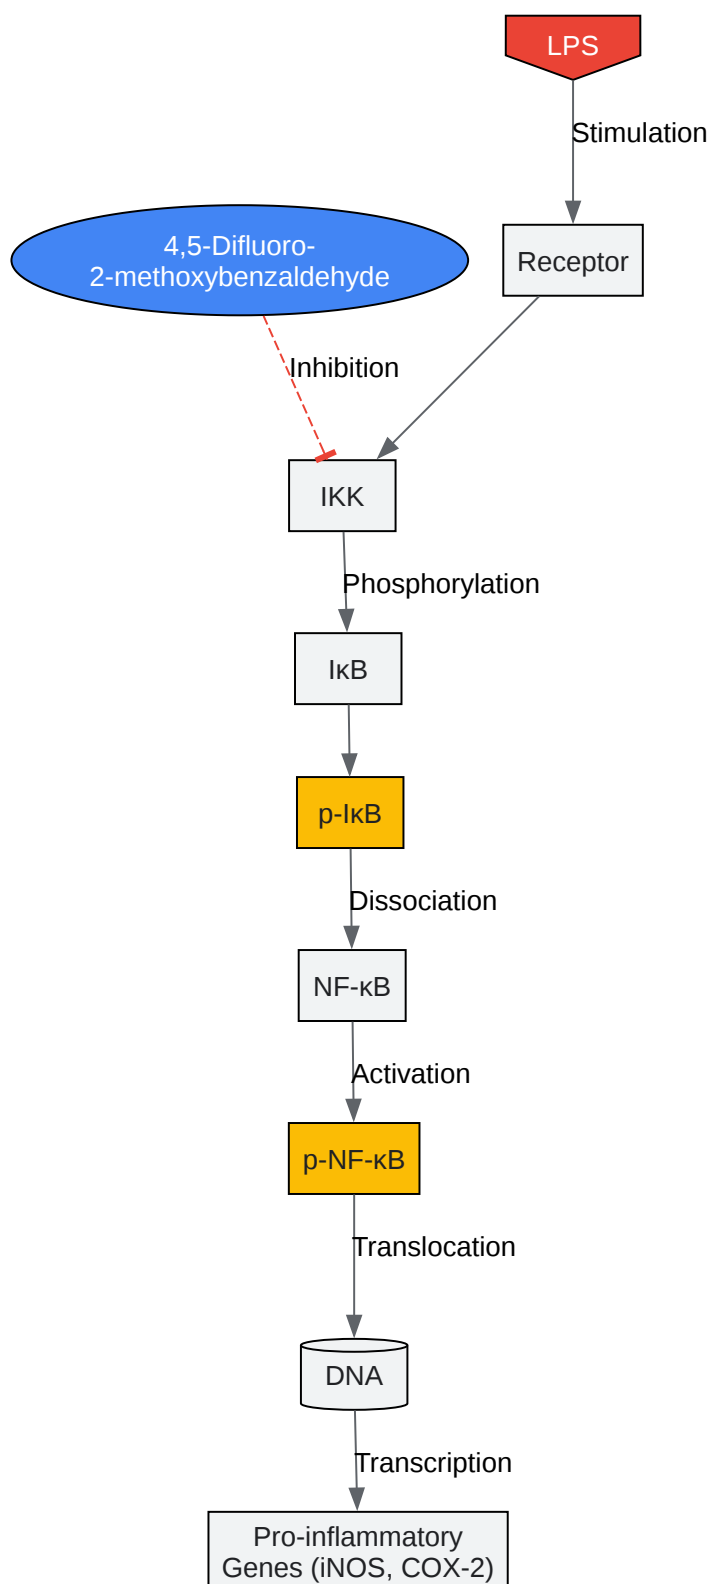 LPS
Stimulation
4,5-Difluoro-
2-methoxybenzaldehyde
Receptor
Inhibition
IKK
Phosphorylation
IκB
p-IκB
Dissociation
NF-κB
Activation
p-NF-κB
Translocation
DNA
Transcription
Pro-inflammatory
Genes (iNOS, COX-2)